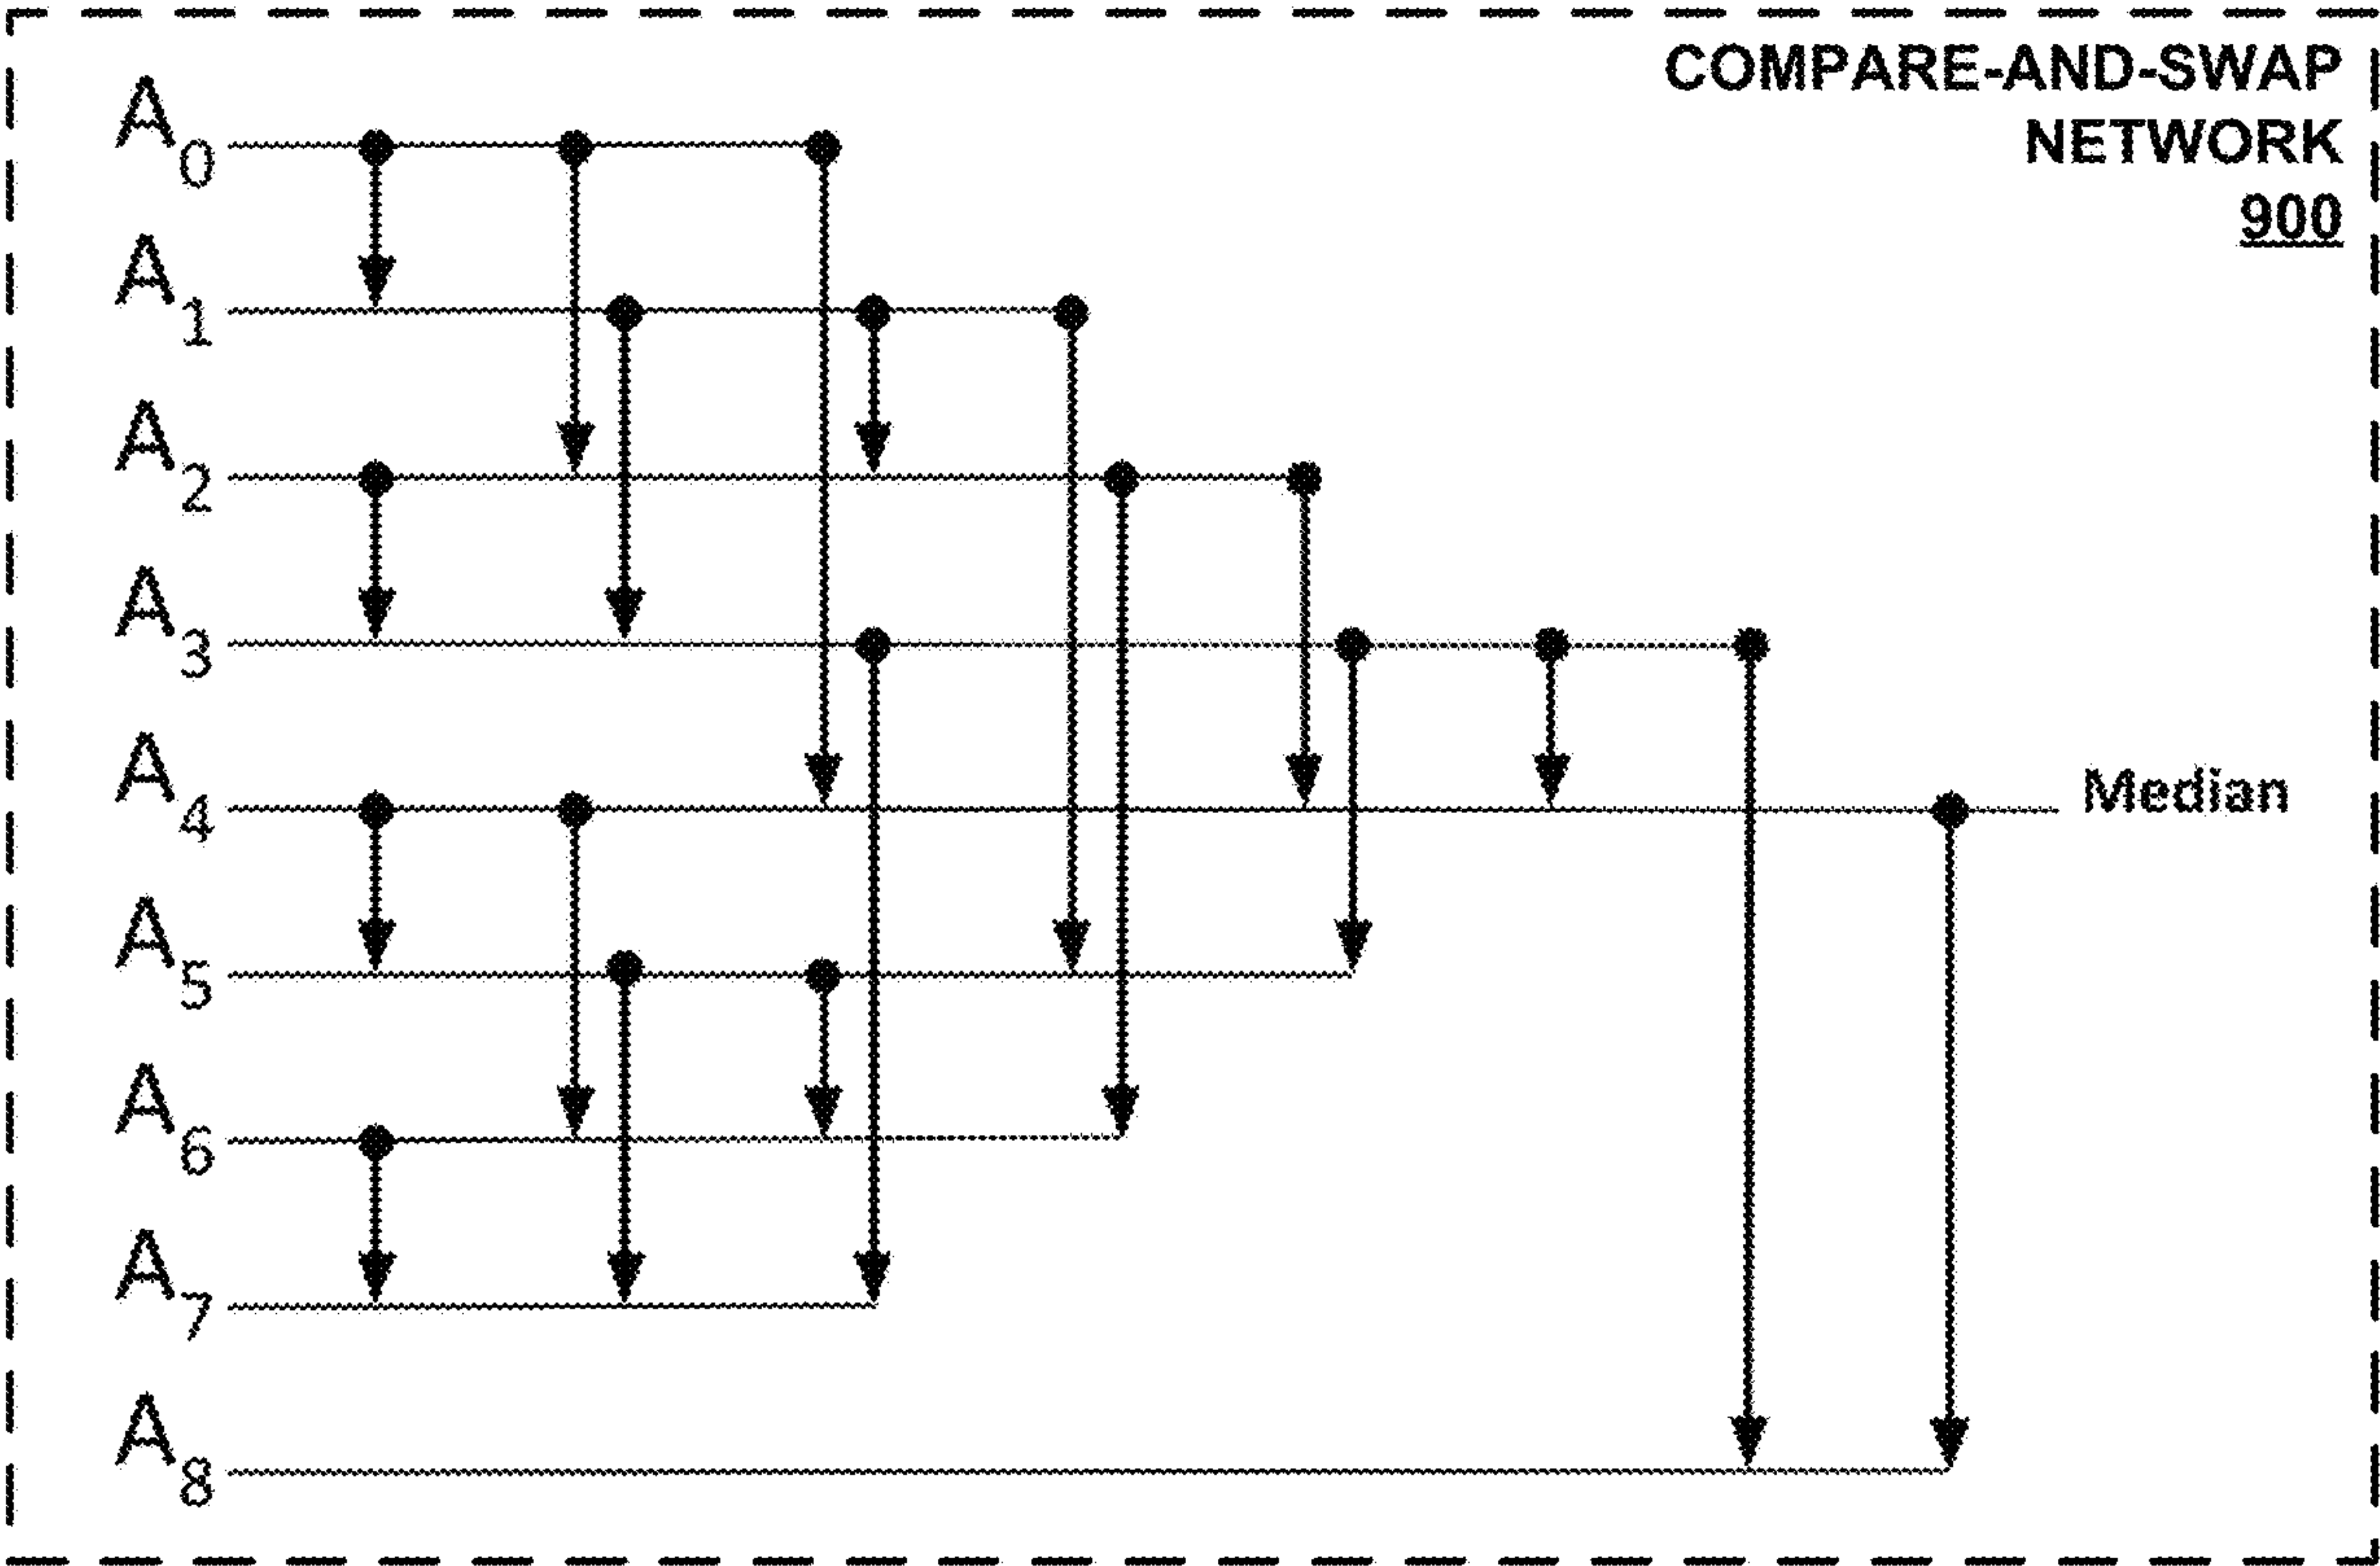 COMPARE-AND-SWAP
NETWORK
900
A0
A1
A2
A3
A4
Median
A5
A6
A7
A8